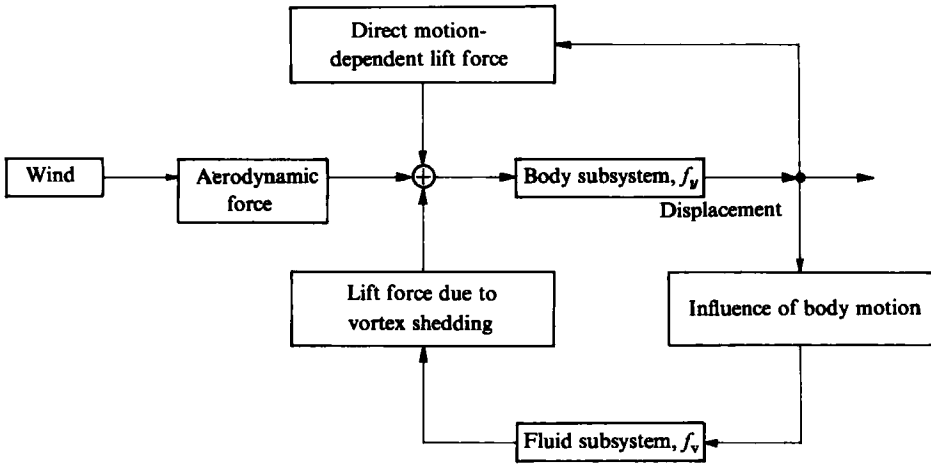 Direct motion-
dependent lift force
Wind
Aerodynamic
force
+
Body subsystem, f_y
Displacement
Lift force due to
vortex shedding
Influence of body motion
Fluid subsystem, f_v